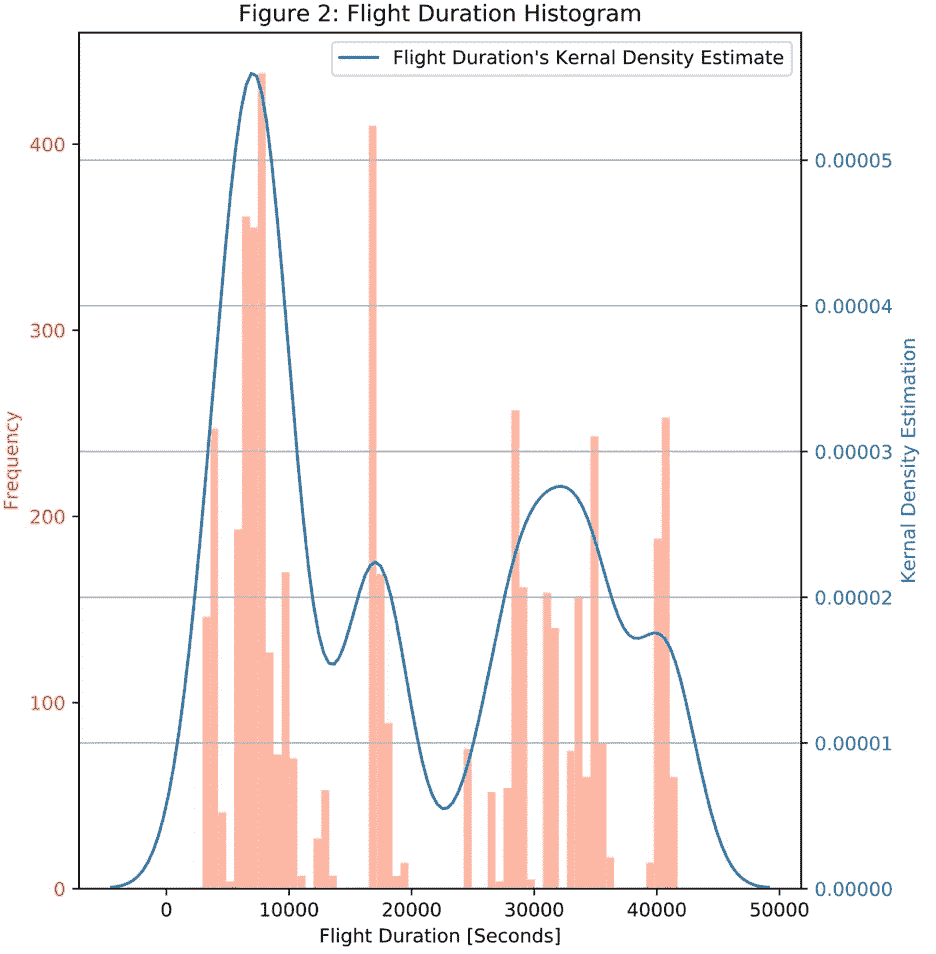 Figure 2: Flight Duration Histogram
Flight Duration's Kernal Density Estimate
400
300
200
100
0
Frequency
0.00005
0.00004
0.00003
0.00002
0.00001
0.00000
Kernal Density Estimation
0 10000 20000 30000 40000 50000
Flight Duration [Seconds]